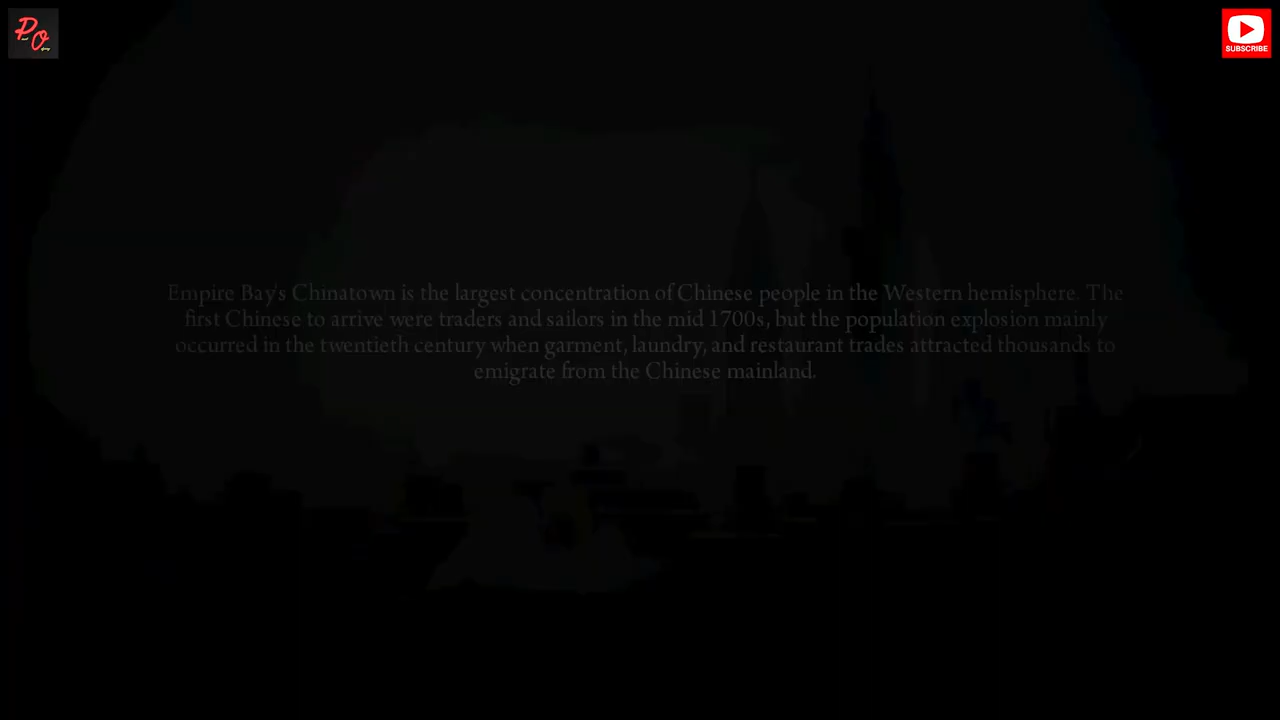 PO
SUBSCRIBE
Empire Bay's Chinatown is the largest concentration of Chinese people in the Western hemisphere. The
first Chinese to arrive were traders and sailors in the mid 1700s, but the population explosion mainly
occurred in the twentieth century when garment, laundry, and restaurant trades attracted thousands to
emigrate from the Chinese mainland.